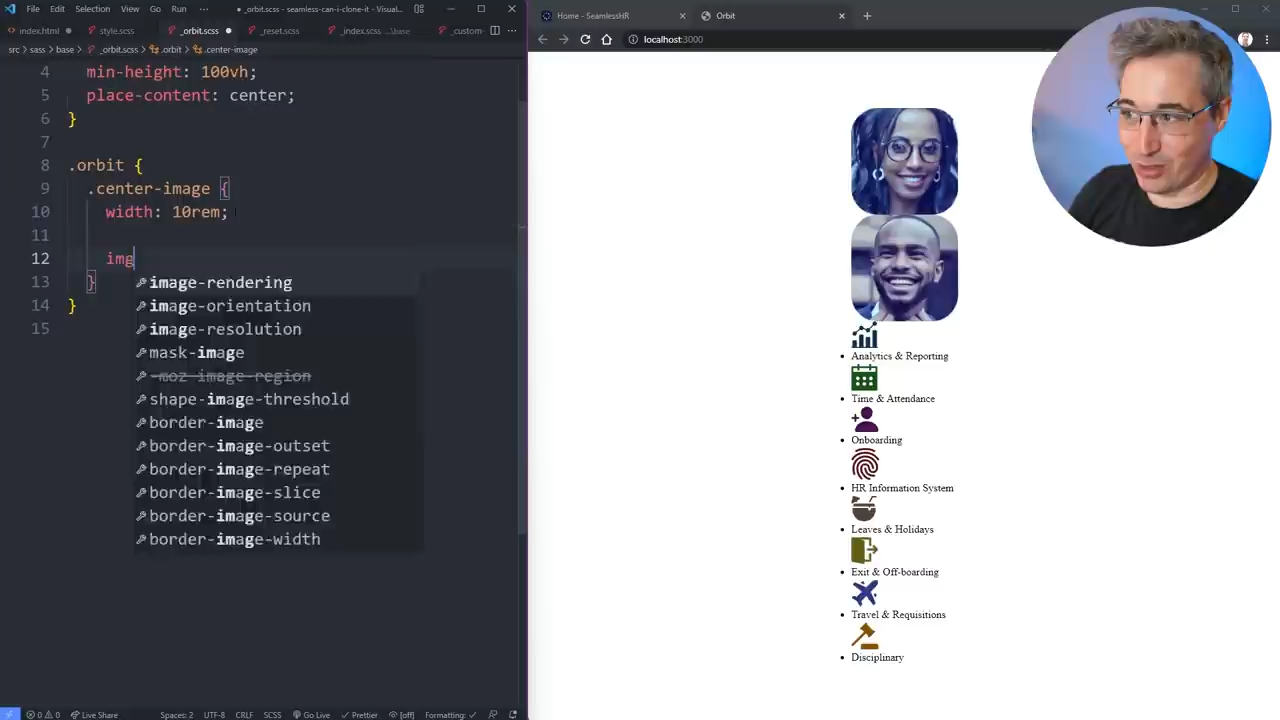 File Edit Selection View Go Run ... _orbit.scss - seamless-can-i-clone-it - Visual...
index.html style.scss _orbit.scss _reset.scss _index.scss ...\base _custom-
src > sass > base > _orbit.scss > .orbit > .center-image
4 min-height: 100vh;
5 place-content: center;
6 }
7
8 .orbit {
9 .center-image {
10 width: 10rem;
11
12 img
13 }
14 }
15
image-rendering
image-orientation
image-resolution
mask-image
-moz-image-region
shape-image-threshold
border-image
border-image-outset
border-image-repeat
border-image-slice
border-image-source
border-image-width
0 0 Live Share Spaces: 2 UTF-8 CRLF SCSS Go Live Prettier [off] Formatting:
Home - SeamlessHR Orbit
localhost:3000
Analytics & Reporting
Time & Attendance
Onboarding
HR Information System
Leaves & Holidays
Exit & Off-boarding
Travel & Requisitions
Disciplinary